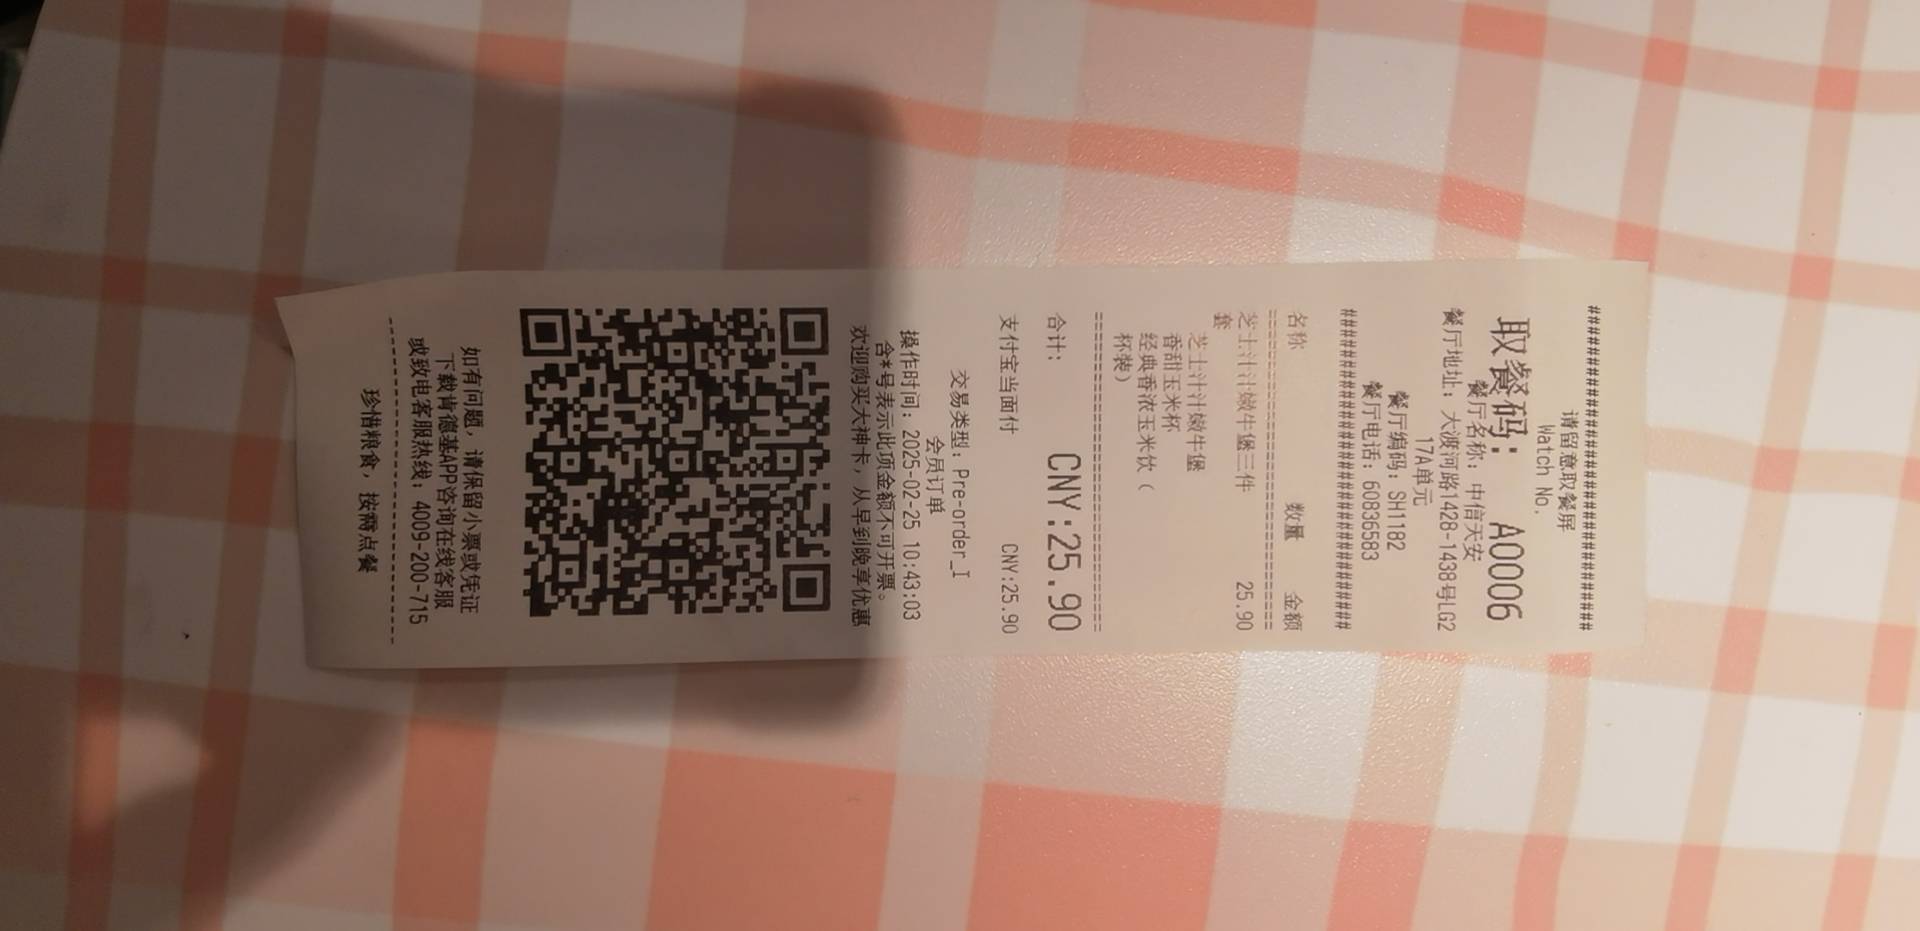 ################################
请留意取餐屏
Watch No.
取餐码： A0006
餐厅名称：中信天安
餐厅地址：大渡河路1428-1438号LG2
17A单元
餐厅编码：SH1182
餐厅电话：60836583
################################
名称 数量 金额
================================
芝士汁汁嫩牛堡三件 25.90
套
芝士汁汁嫩牛堡
香甜玉米杯
经典香浓玉米饮（
杯装）
================================
合计： CNY:25.90
支付宝当面付 CNY:25.90
交易类型：Pre-order_I
会员订单
操作时间：2025-02-25 10:43:03
含*号表示此项金额不可开票。
欢迎购买大神卡，从早到晚享优惠
如有问题，请保留小票或凭证
下载肯德基APP咨询在线客服
或致电客服热线：4009-200-715
--------------------------------
珍惜粮食，按需点餐